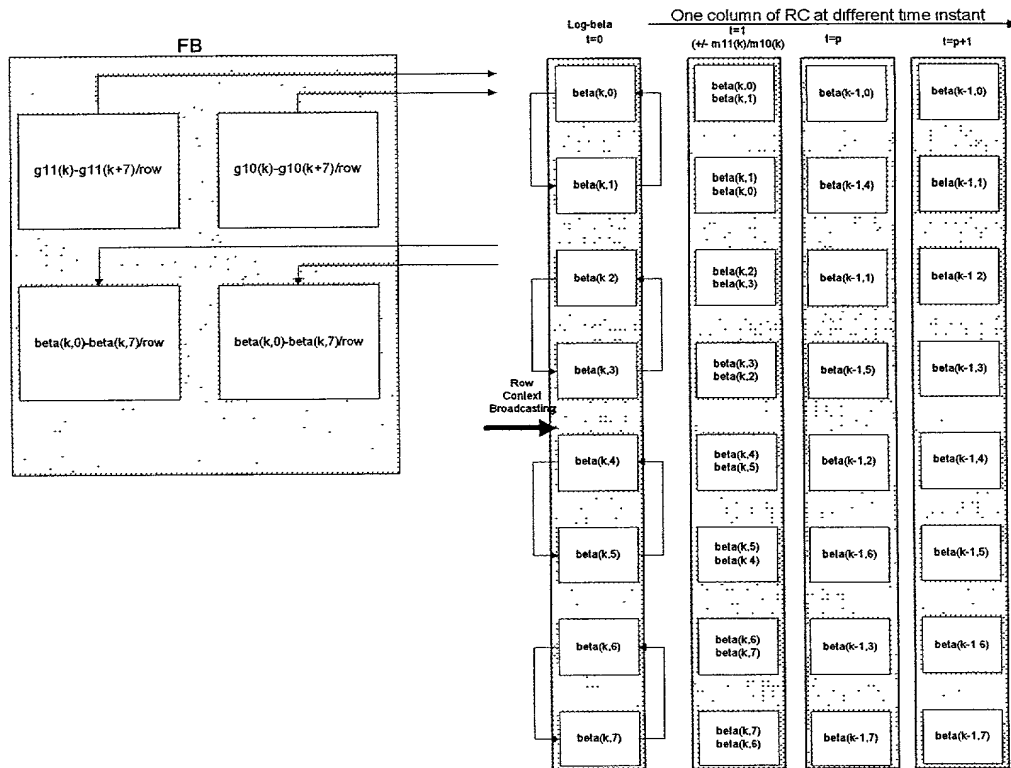 One column of RC at different time instant
Log-beta
t=0
t=1
(+/- m11(k)/m10(k)
t=p
t=p+1
FB
g11(k)-g11(k+7)/row
g10(k)-g10(k+7)/row
beta(k,0)-beta(k,7)/row
beta(k,0)-beta(k,7)/row
Row
Context
Broadcasting
beta(k,0)
beta(k,1)
beta(k 2)
beta(k,3)
beta(k,4)
beta(k,5)
beta(k,6)
beta(k,7)
beta(k,0)
beta(k,1)
beta(k,1)
beta(k,0)
beta(k,2)
beta(k,3)
beta(k,3)
beta(k,2)
beta(k,4)
beta(k,5)
beta(k,5)
beta(k 4)
beta(k,6)
beta(k,7)
beta(k,7)
beta(k,6)
beta(k-1,0)
beta(k-1,4)
beta(k-1,1)
beta(k-1,5)
beta(k-1,2)
beta(k-1,6)
beta(k-1,3)
beta(k-1,7)
beta(k-1,0)
beta(k-1,1)
beta(k-1 2)
beta(k-1,3)
beta(k-1,4)
beta(k-1,5)
beta(k-1 6)
beta(k-1,7)